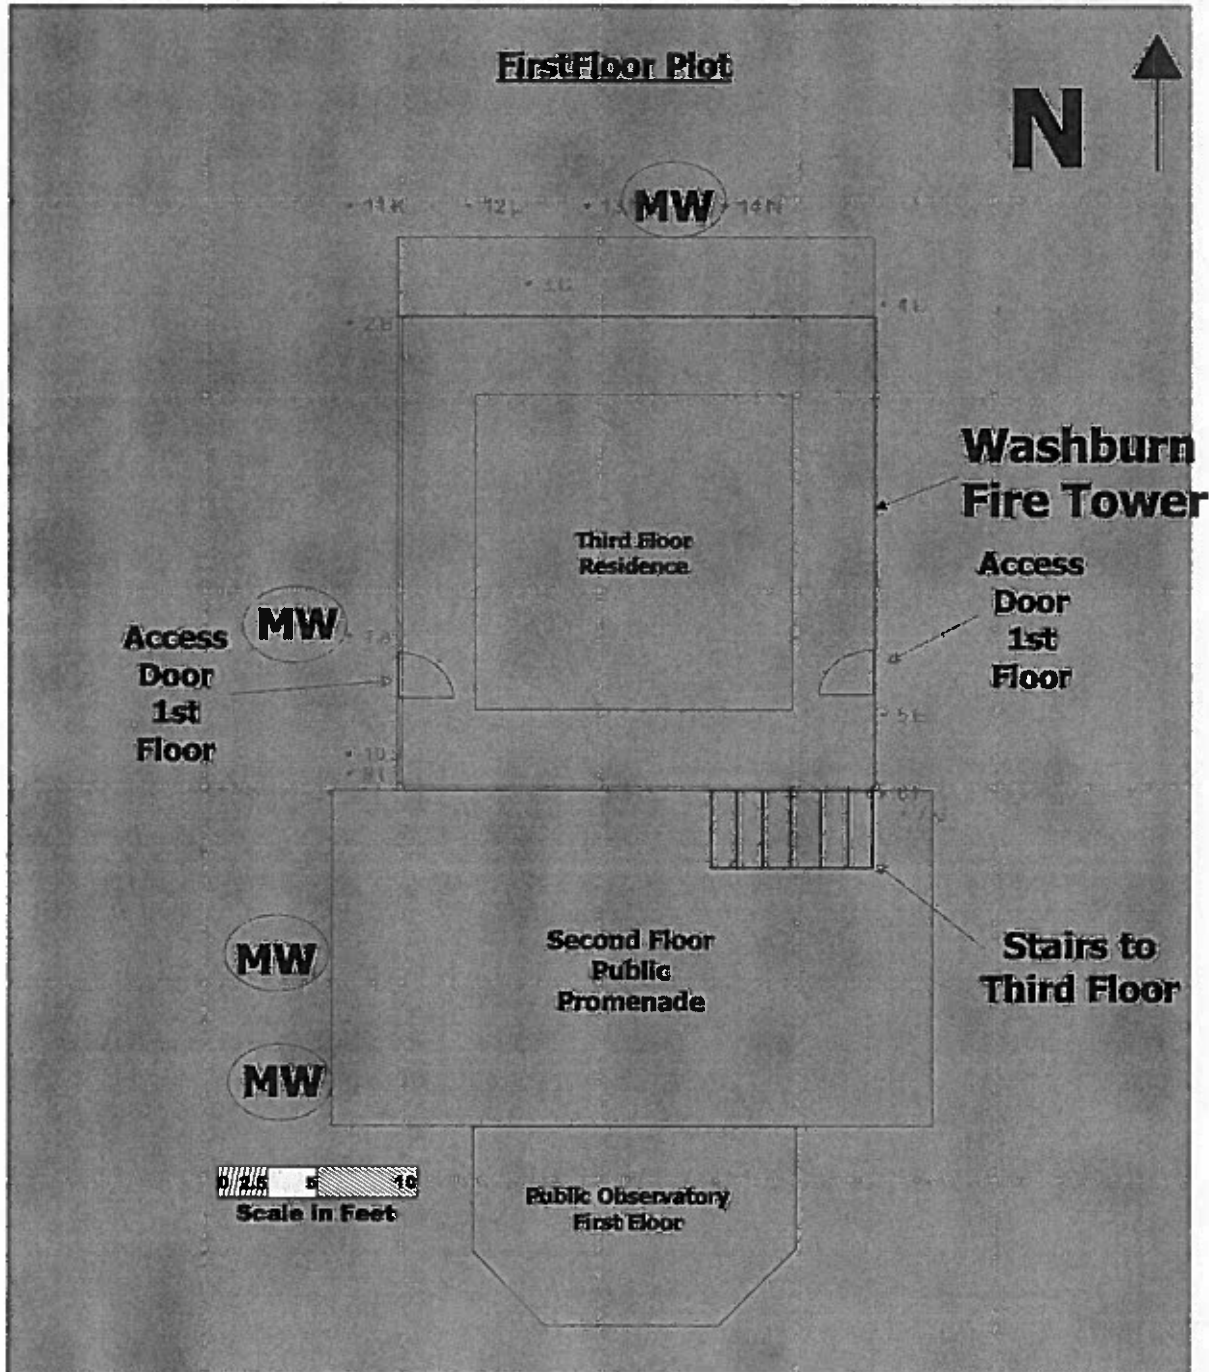 First Floor Plot
N
MW
Washburn
Fire Tower
Third Floor
Residence
Access
Door
1st
Floor
MW
Access
Door
1st
Floor
MW
Second Floor
Public
Promenade
Stairs to
Third Floor
MW
0 2.5 5 10
Scale in Feet
Public Observatory
First Floor